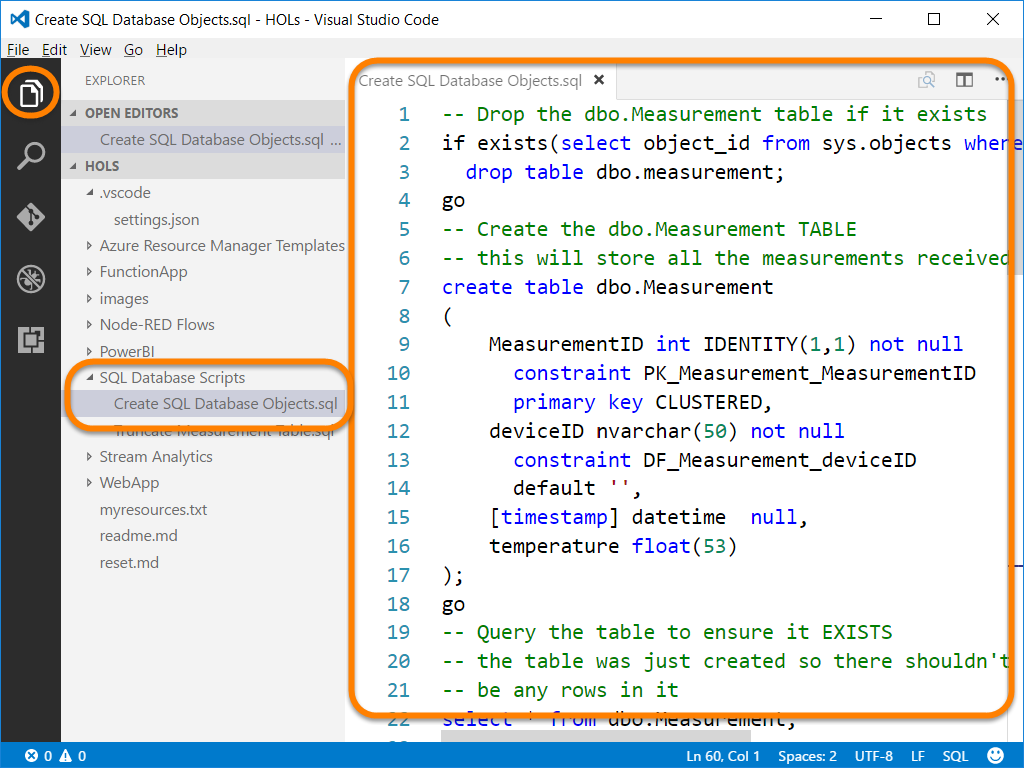 Create SQL Database Objects.sql - HOLs - Visual Studio Code
File Edit View Go Help
EXPLORER
OPEN EDITORS
Create SQL Database Objects.sql ...
HOLS
.vscode
settings.json
Azure Resource Manager Templates
FunctionApp
images
Node-RED Flows
PowerBI
SQL Database Scripts
Create SQL Database Objects.sql
Truncate Measurement Table.sql
Stream Analytics
WebApp
myresources.txt
readme.md
reset.md
Create SQL Database Objects.sql
1 -- Drop the dbo.Measurement table if it exists
2 if exists(select object_id from sys.objects where
3 drop table dbo.measurement;
4 go
5 -- Create the dbo.Measurement TABLE
6 -- this will store all the measurements received
7 create table dbo.Measurement
8 (
9 MeasurementID int IDENTITY(1,1) not null
10 constraint PK_Measurement_MeasurementID
11 primary key CLUSTERED,
12 deviceID nvarchar(50) not null
13 constraint DF_Measurement_deviceID
14 default '',
15 [timestamp] datetime  null,
16 temperature float(53)
17 );
18 go
19 -- Query the table to ensure it EXISTS
20 -- the table was just created so there shouldn't
21 -- be any rows in it
22 select * from dbo.Measurement;
0 0 Ln 60, Col 1 Spaces: 2 UTF-8 LF SQL